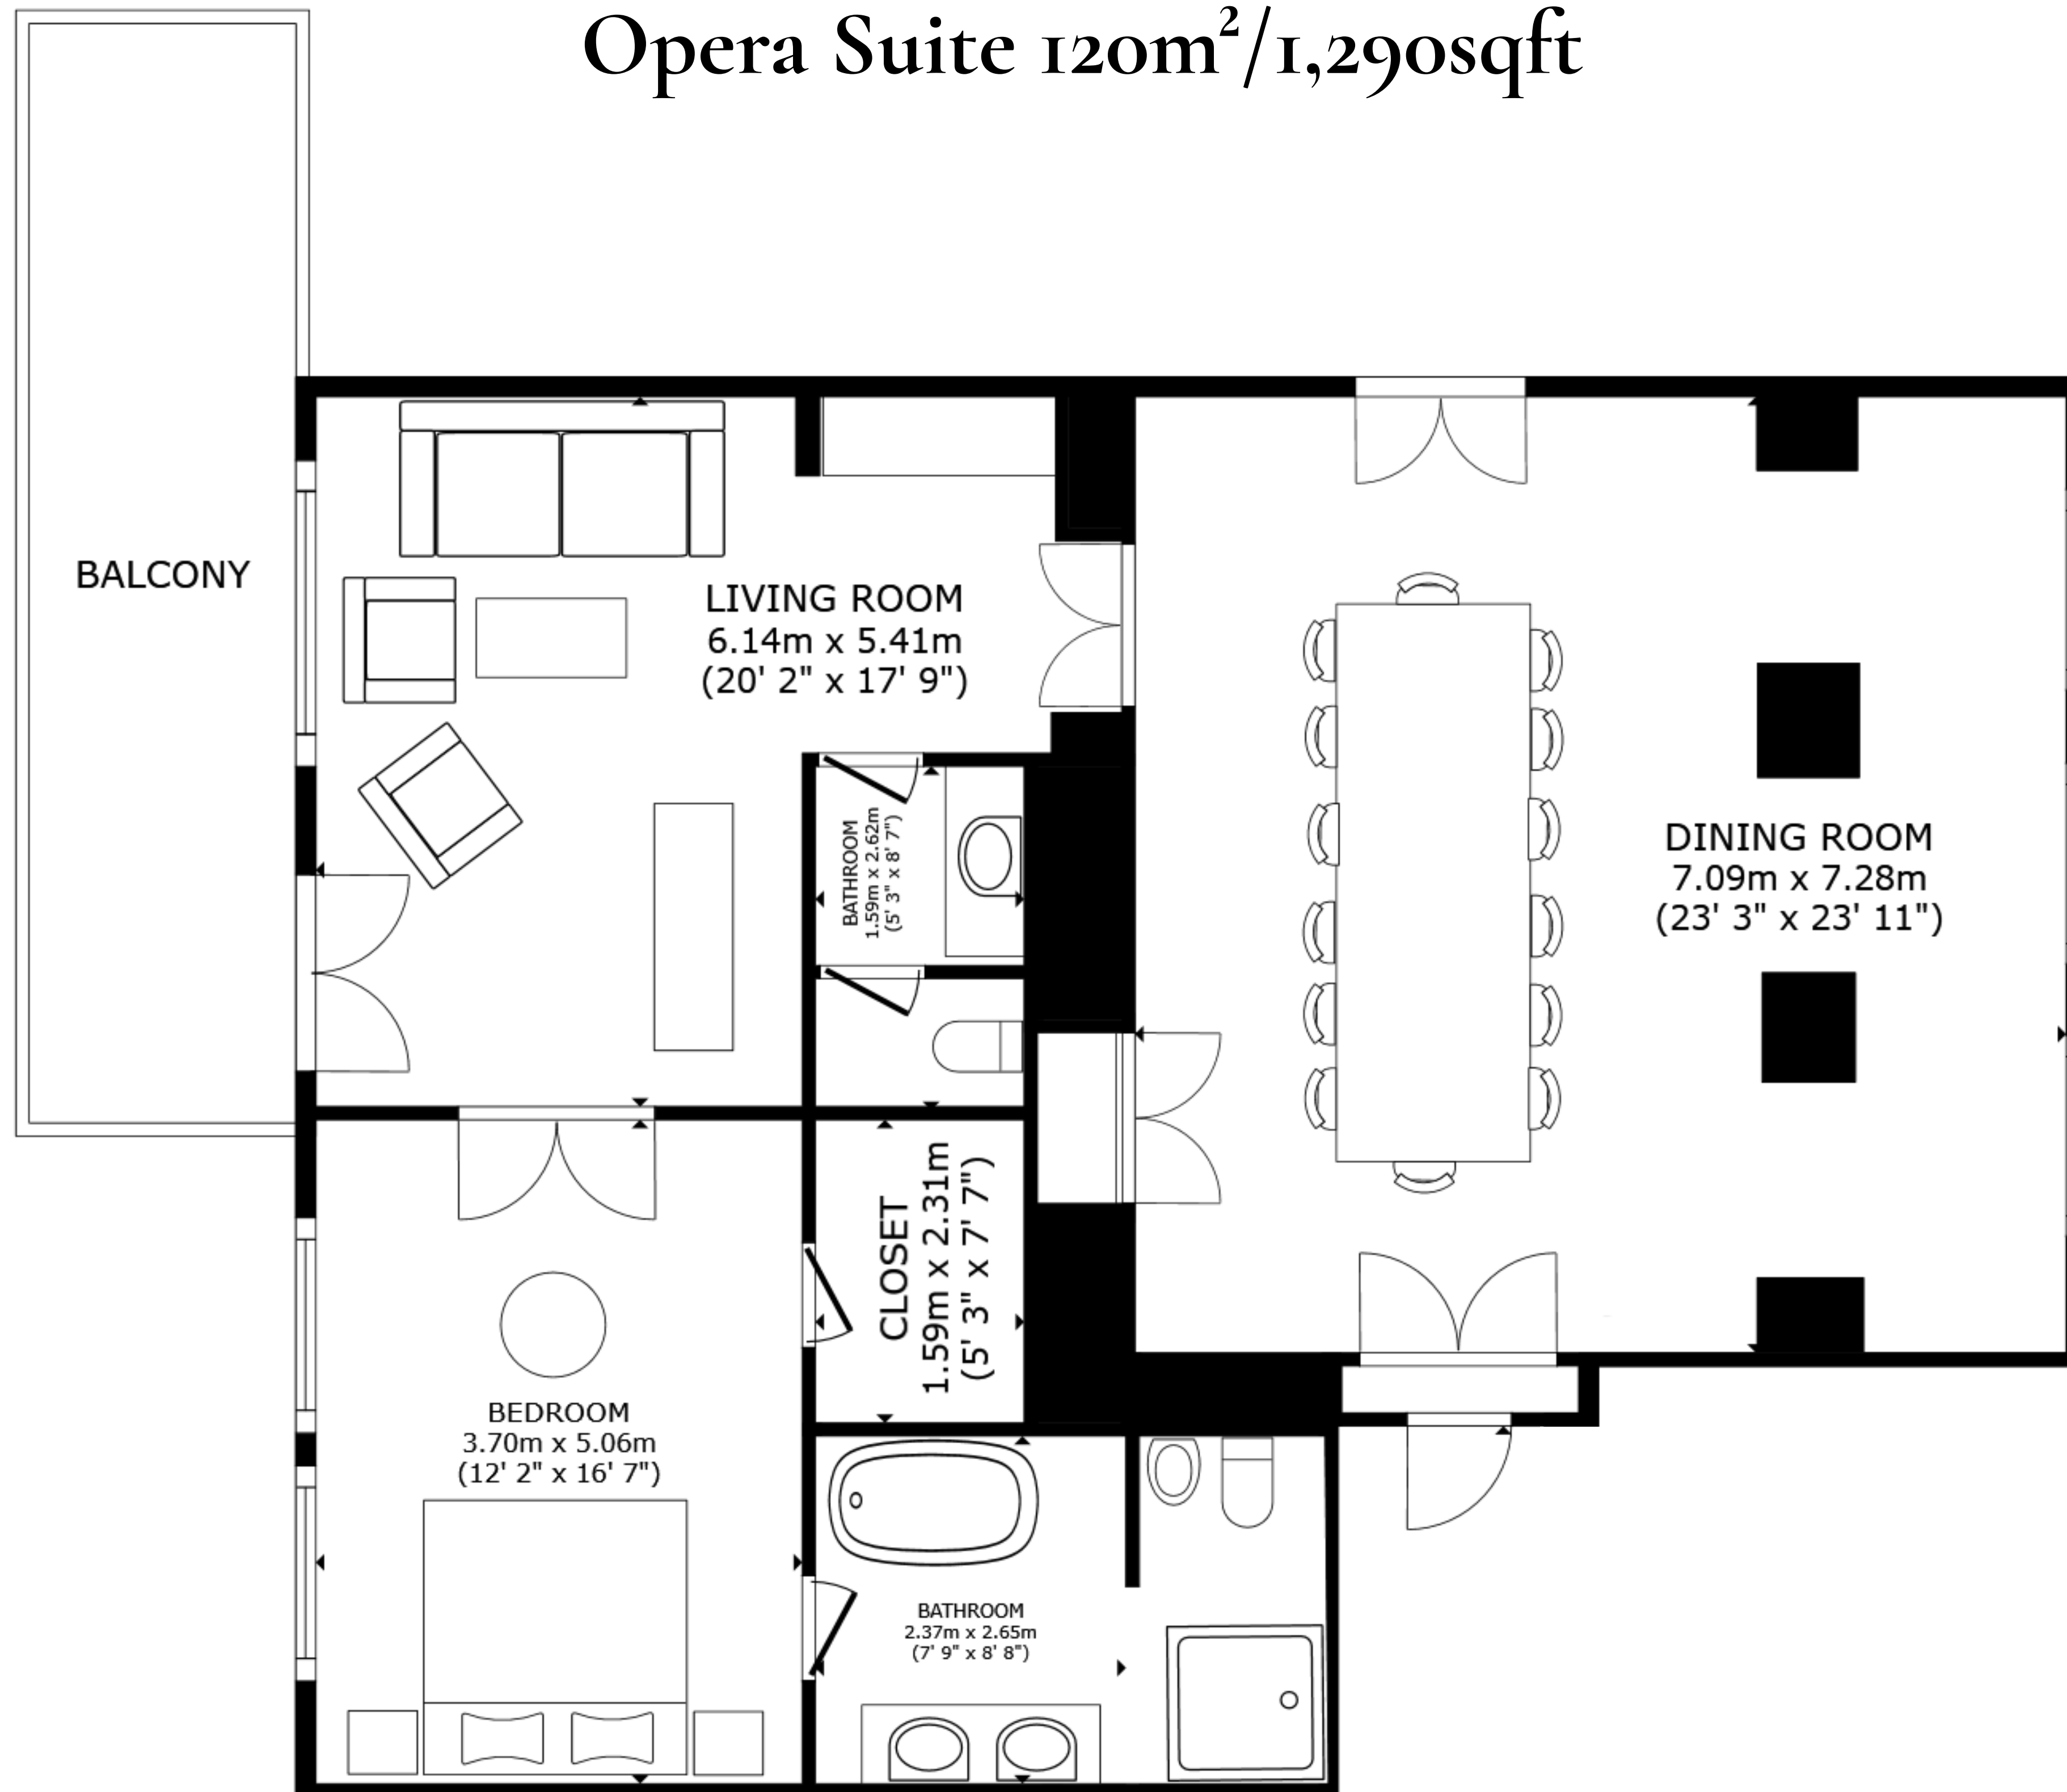 Opera Suite 120m²/1,290sqft
BALCONY
LIVING ROOM
6.14m x 5.41m
(20' 2" x 17' 9")
BATHROOM
1.59m x 2.62m
(5' 3" x 8' 7")
DINING ROOM
7.09m x 7.28m
(23' 3" x 23' 11")
CLOSET
1.59m x 2.31m
(5' 3" x 7' 7")
BEDROOM
3.70m x 5.06m
(12' 2" x 16' 7")
BATHROOM
2.37m x 2.65m
(7' 9" x 8' 8")